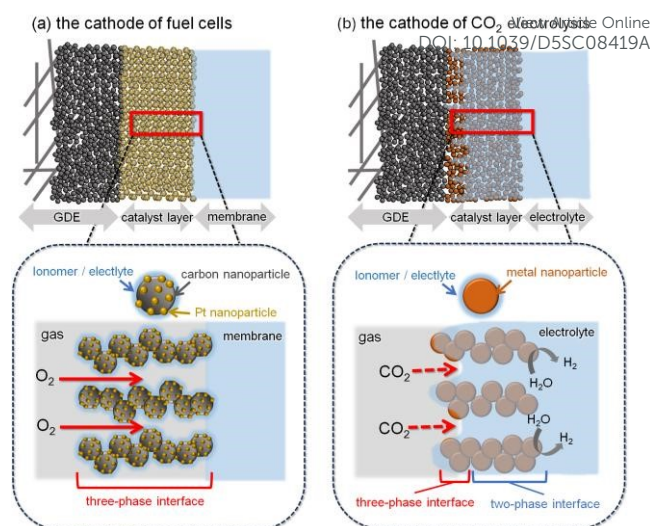 (a) the cathode of fuel cells
(b) the cathode of CO2 electrolysis
View Article Online
DOI: 10.1039/D5SC08419A
GDE
catalyst layer
membrane
GDE
catalyst layer
electrolyte
Ionomer / electlyte
carbon nanoparticle
Pt nanoparticle
gas
membrane
O2
O2
three-phase interface
Ionomer / electlyte
metal nanoparticle
gas
electrolyte
CO2
CO2
H2
H2O
H2O
H2
three-phase interface
two-phase interface